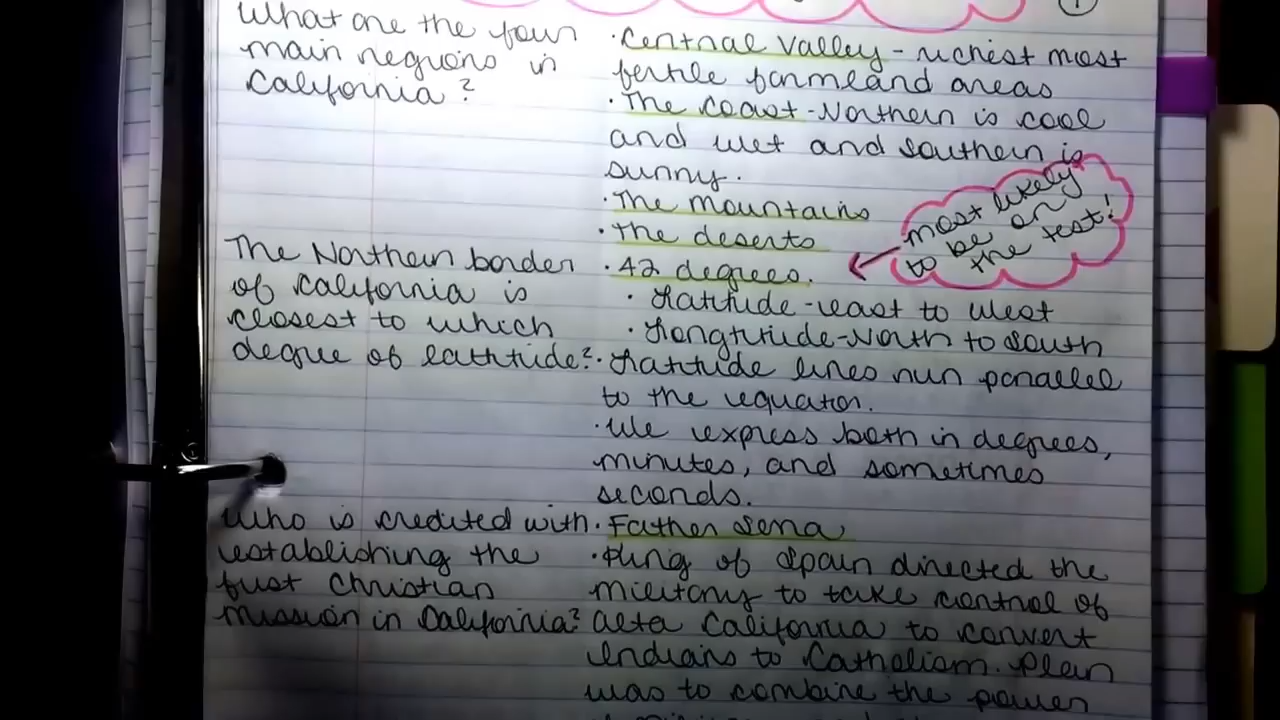 1
What are the four
main regions in
California?
· Central Valley - richest most
fertile farmland areas
· The coast - Northern is cool
and wet and southern is
sunny.
· The mountains
· the deserts
most likely
to be on
the test!
The Northern border
of California is
closest to which
degree of latitude?
· 42 degrees.
· Latitude - east to west
· Longtitude - North to South
· Latitude lines run parallel
to the equator.
· We express both in degrees,
minutes, and sometimes
seconds.
Who is credited with
establishing the
first Christian
mission in California?
· Father Serra
· King of Spain directed the
military to take control of
alta California to convert
Indians to Catholism. Plan
was to combine the power